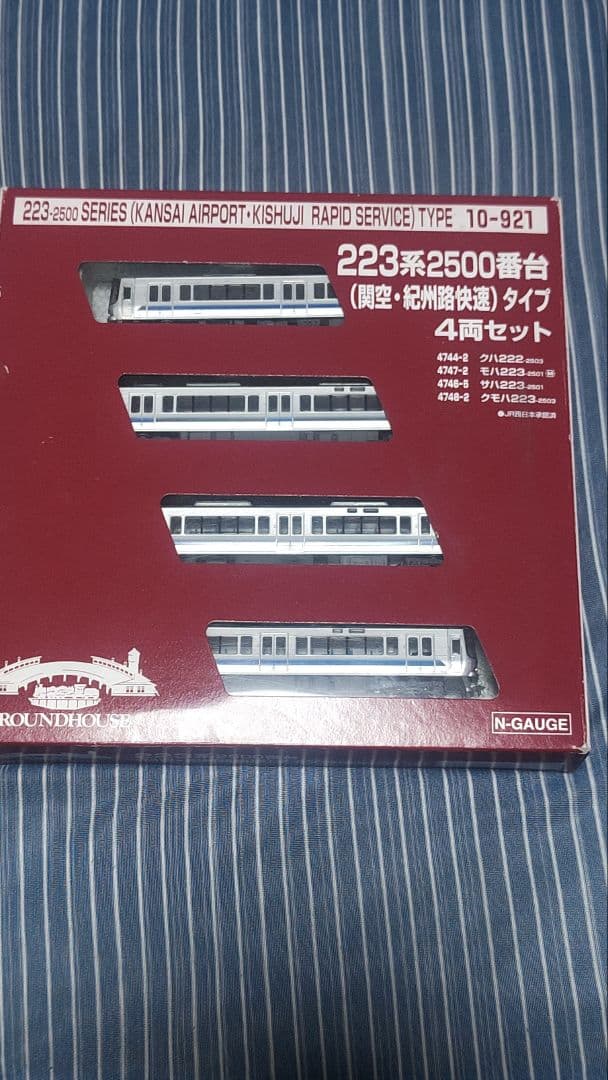 223-2500 SERIES (KANSAI AIRPORT・KISHUJI RAPID SERVICE) TYPE 10-921
223系2500番台
(関空・紀州路快速) タイプ
4両セット
4744-2 クハ222-2503
4747-2 モハ223-2501 M
4746-5 サハ223-2501
4748-2 クモハ223-2503
●JR西日本承認済
ROUNDHOUSE
N-GAUGE